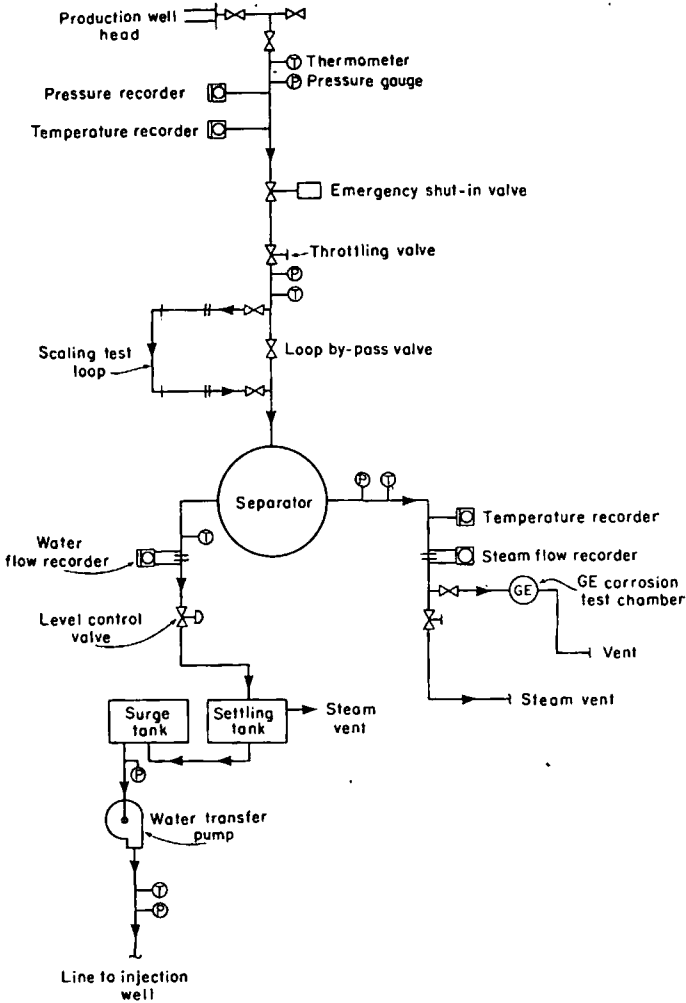 Production well
head
T Thermometer
P Pressure gauge
Pressure recorder
Temperature recorder
Emergency shut-in valve
Throttling valve
P
T
Loop by-pass valve
Scaling test
loop
Separator
P
T
Temperature recorder
T
Water
flow recorder
Steam flow recorder
GE
GE corrosion
test chamber
Level control
valve
Vent
Steam vent
Surge
tank
Settling
tank
Steam
vent
P
Water transfer
pump
T
P
Line to injection
well